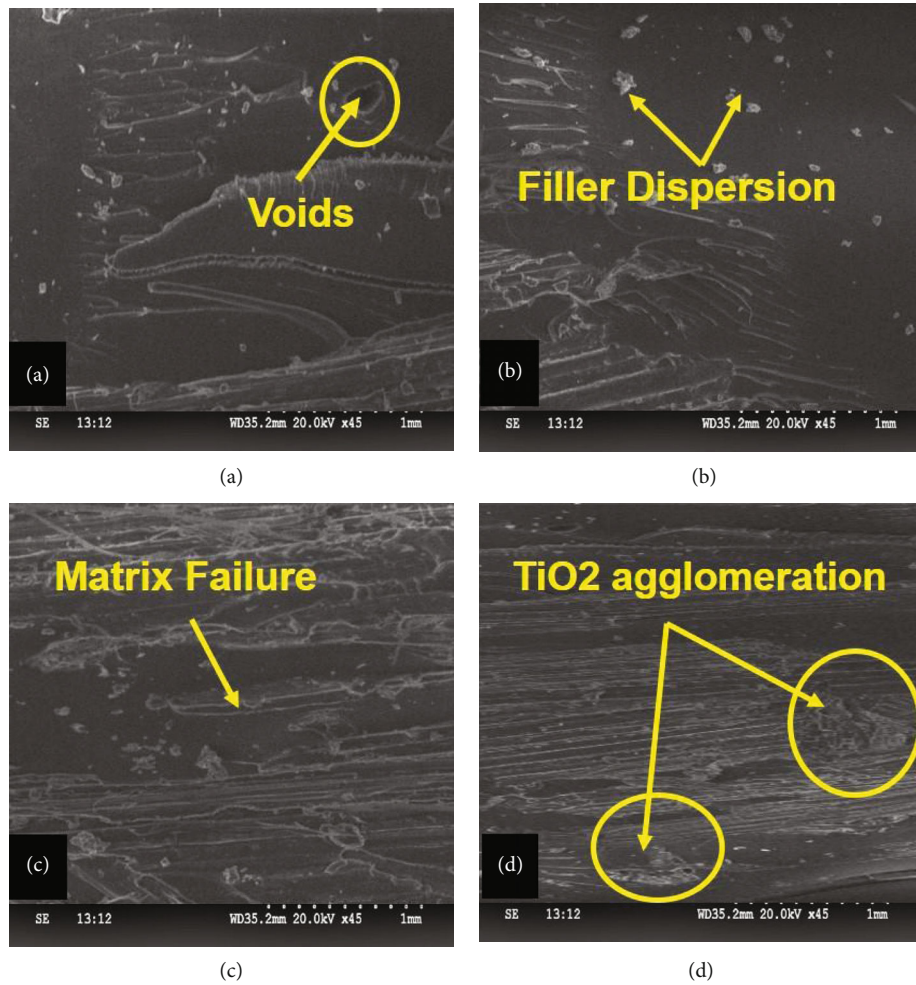 Voids
(a)
SE 13:12 WD35.2mm 20.0kV x45 1mm
(a)
Filler Dispersion
(b)
SE 13:12 WD35.2mm 20.0kV x45 1mm
(b)
Matrix Failure
(c)
SE 13:12 WD35.2mm 20.0kV x45 1mm
(c)
TiO2 agglomeration
(d)
SE 13:12 WD35.2mm 20.0kV x45 1mm
(d)